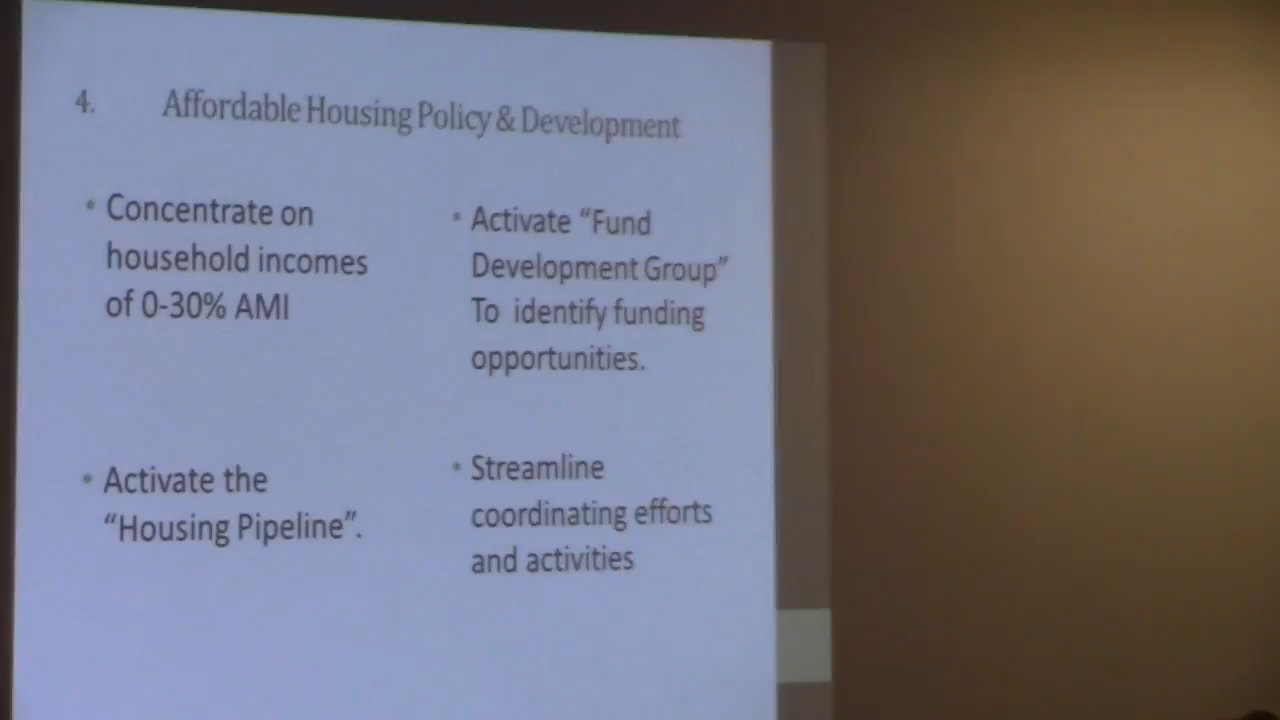 4. Affordable Housing Policy & Development
• Concentrate on
household incomes
of 0-30% AMI
• Activate the
“Housing Pipeline”.
• Activate “Fund
Development Group”
To identify funding
opportunities.
• Streamline
coordinating efforts
and activities